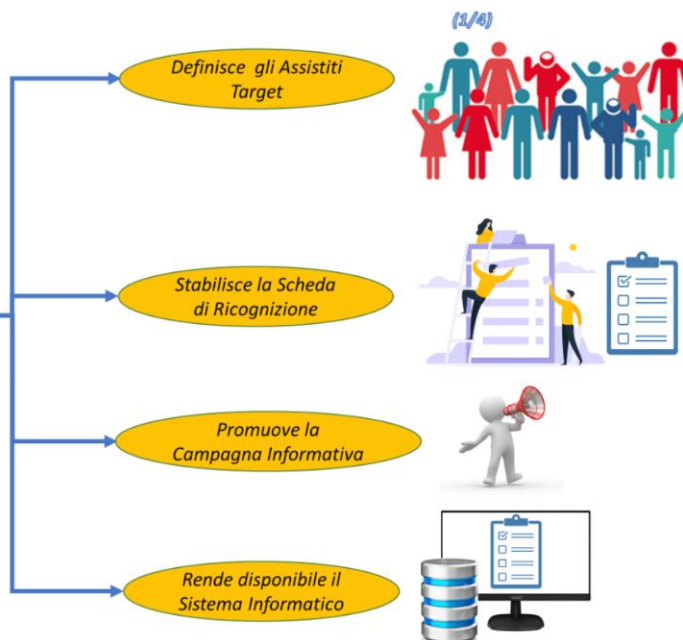 (1/4)
Definisce gli Assistiti
Target
Stabilisce la Scheda
di Ricognizione
Promuove la
Campagna Informativa
Rende disponibile il
Sistema Informatico